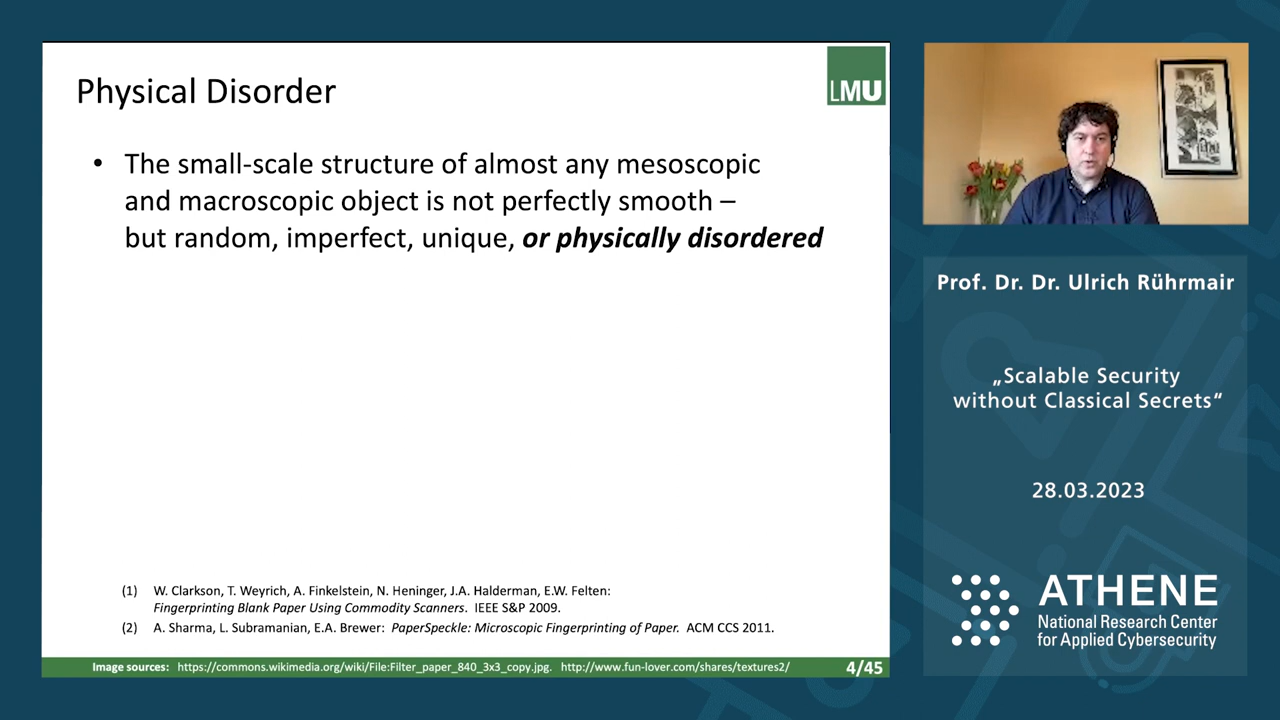 Physical Disorder
LMU
• The small-scale structure of almost any mesoscopic
and macroscopic object is not perfectly smooth –
but random, imperfect, unique, or physically disordered
(1) W. Clarkson, T. Weyrich, A. Finkelstein, N. Heninger, J.A. Halderman, E.W. Felten:
Fingerprinting Blank Paper Using Commodity Scanners. IEEE S&P 2009.
(2) A. Sharma, L. Subramanian, E.A. Brewer: PaperSpeckle: Microscopic Fingerprinting of Paper. ACM CCS 2011.
Image sources: https://commons.wikimedia.org/wiki/File:Filter_paper_840_3x3_copy.jpg. http://www.fun-lover.com/shares/textures2/ 4/45
Prof. Dr. Dr. Ulrich Rührmair
„Scalable Security
without Classical Secrets“
28.03.2023
ATHENE
National Research Center
for Applied Cybersecurity